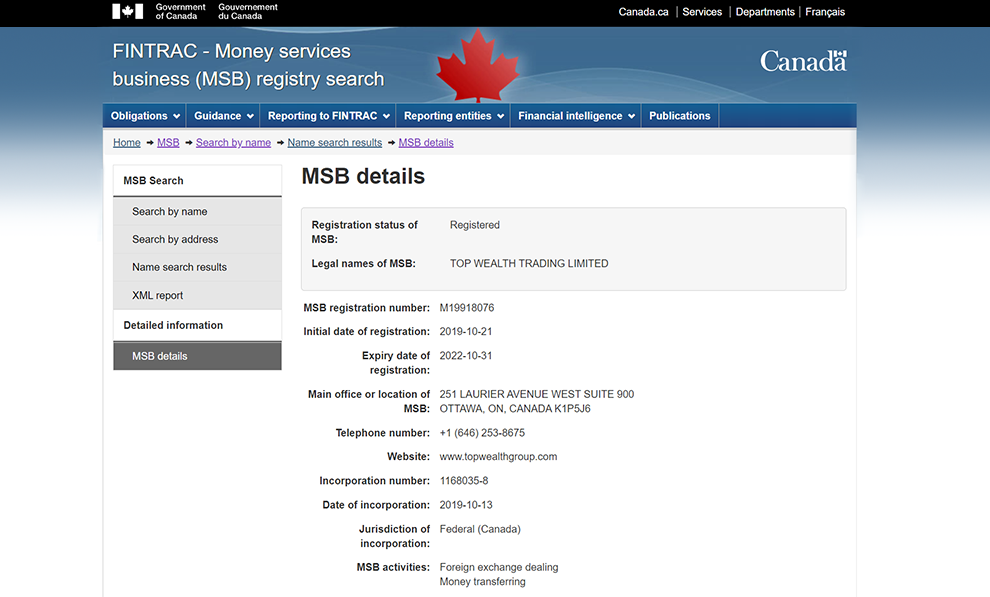 Government of Canada
Gouvernement du Canada
Canada.ca | Services | Departments | Français
FINTRAC - Money services
business (MSB) registry search
Canada
Obligations Guidance Reporting to FINTRAC Reporting entities Financial intelligence Publications
Home MSB Search by name Name search results MSB details
MSB Search
Search by name
Search by address
Name search results
XML report
Detailed information
MSB details
MSB details
Registration status of MSB: Registered
Legal names of MSB: TOP WEALTH TRADING LIMITED
MSB registration number: M19918076
Initial date of registration: 2019-10-21
Expiry date of registration: 2022-10-31
Main office or location of MSB: 251 LAURIER AVENUE WEST SUITE 900
OTTAWA, ON, CANADA K1P5J6
Telephone number: +1 (646) 253-8675
Website: www.topwealthgroup.com
Incorporation number: 1168035-8
Date of incorporation: 2019-10-13
Jurisdiction of incorporation: Federal (Canada)
MSB activities: Foreign exchange dealing
Money transferring